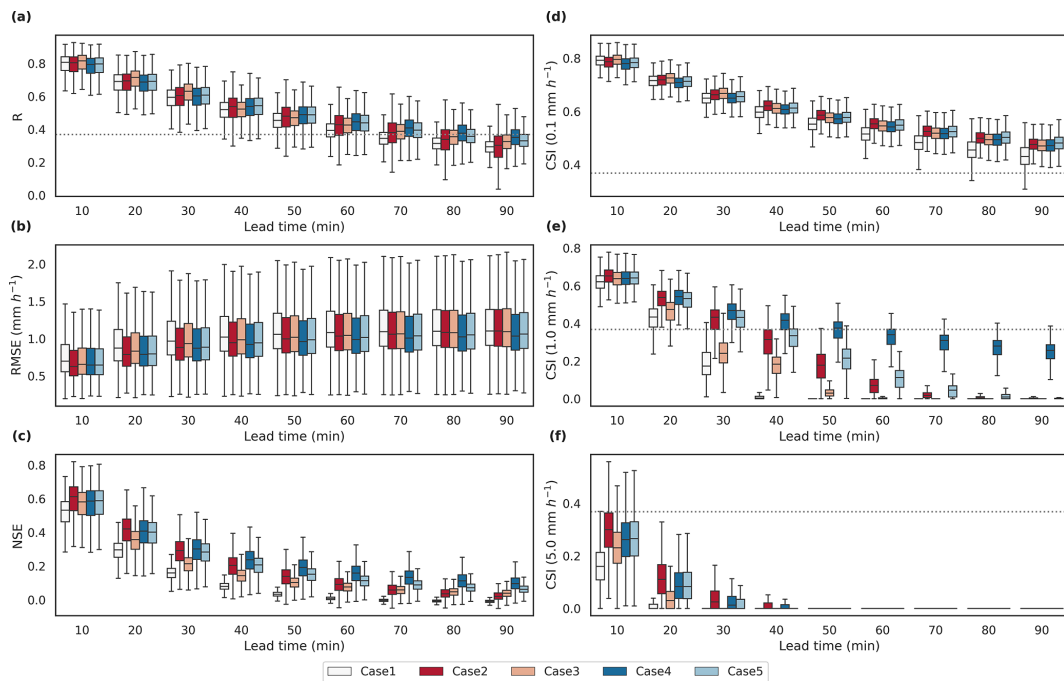 (a)
R
0.8
0.6
0.4
0.2
0.0
10 20 30 40 50 60 70 80 90
Lead time (min)
(b)
RMSE (mm h⁻¹)
2.0
1.5
1.0
0.5
10 20 30 40 50 60 70 80 90
Lead time (min)
(c)
NSE
0.8
0.6
0.4
0.2
0.0
10 20 30 40 50 60 70 80 90
Lead time (min)
(d)
CSI (0.1 mm h⁻¹)
0.8
0.6
0.4
10 20 30 40 50 60 70 80 90
Lead time (min)
(e)
CSI (1.0 mm h⁻¹)
0.8
0.6
0.4
0.2
0.0
10 20 30 40 50 60 70 80 90
Lead time (min)
(f)
CSI (5.0 mm h⁻¹)
0.4
0.2
0.0
10 20 30 40 50 60 70 80 90
Lead time (min)
Case1 Case2 Case3 Case4 Case5